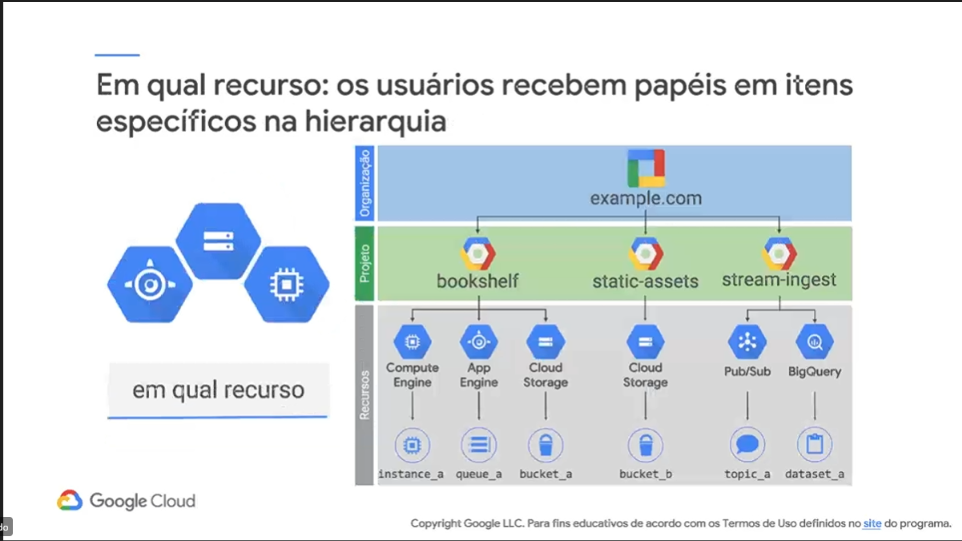 Em qual recurso: os usuários recebem papéis em itens
específicos na hierarquia
em qual recurso
Organização
example.com
Projeto
bookshelf
static-assets
stream-ingest
Recursos
Compute
Engine
App
Engine
Cloud
Storage
Cloud
Storage
Pub/Sub
BigQuery
instance_a
queue_a
bucket_a
bucket_b
topic_a
dataset_a
Google Cloud
Copyright Google LLC. Para fins educativos de acordo com os Termos de Uso definidos no site do programa.